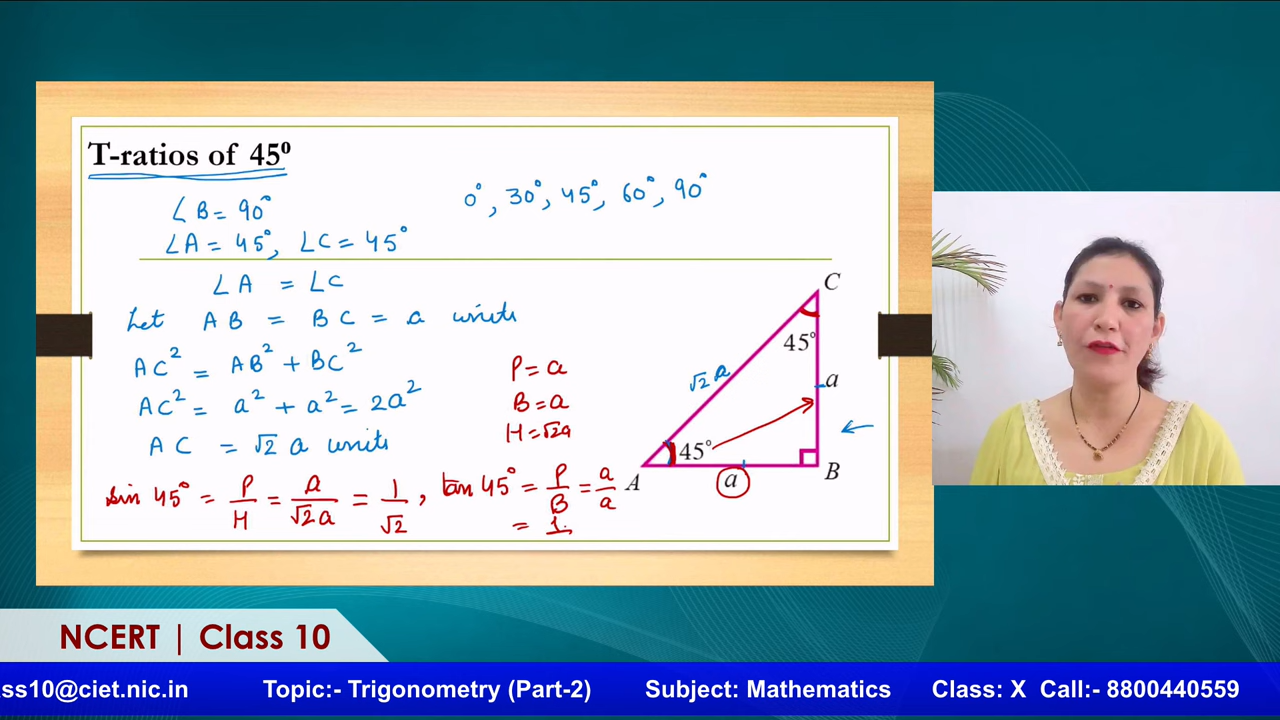 T-ratios of 45⁰
∠B = 90°
0°, 30°, 45°, 60°, 90°
∠A = 45°, ∠C = 45°
∠A = ∠C
Let AB = BC = a units
AC² = AB² + BC²
AC² = a² + a² = 2a²
AC = √2 a units
P = a
B = a
H = √2a
sin 45° = P/H = a/√2a = 1/√2, tan 45° = P/B = a/a
= 1
C
45°
√2 a
a
45°
A
a
B
NCERT | Class 10
ss10@ciet.nic.in Topic:- Trigonometry (Part-2) Subject: Mathematics Class: X Call:- 8800440559